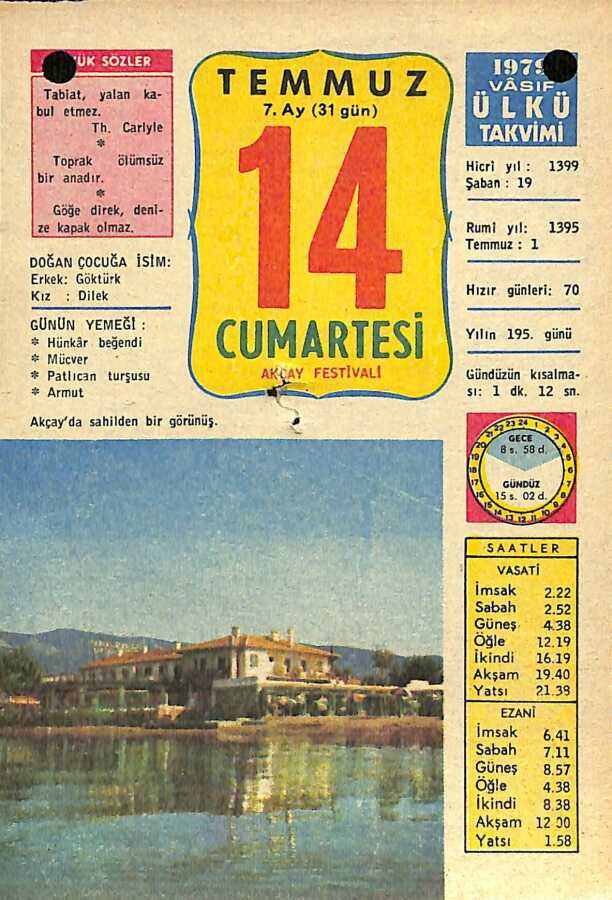 ÜK SÖZLER
Tabiat, yalan ka-
bul etmez.
Th. Carlyle
Toprak ölümsüz
bir anadır.
Göğe direk, deni-
ze kapak olmaz.
DOĞAN ÇOCUĞA İSİM:
Erkek: Göktürk
Kız : Dilek
GÜNÜN YEMEĞİ :
Hünkâr beğendi
Mücver
Patlıcan turşusu
Armut
Akçay'da sahilden bir görünüş.
TEMMUZ
7. Ay (31 gün)
14
CUMARTESİ
AKÇAY FESTİVALİ
1979
VÂSIF
ÜLKÜ
TAKVİMİ
Hicri yıl : 1399
Şaban : 19
Rumî yıl: 1395
Temmuz : 1
Hızır günleri: 70
Yılın 195. günü
Gündüzün kısalma-
sı: 1 dk. 12 sn.
GECE
8 s. 58 d.
GÜNDÜZ
15 s. 02 d.
SAATLER
VASATİ
İmsak 2.22
Sabah 2.52
Güneş 4.38
Öğle 12.19
İkindi 16.19
Akşam 19.40
Yatsı 21.38
EZANİ
İmsak 6.41
Sabah 7.11
Güneş 8.57
Öğle 4.38
İkindi 8.38
Akşam 12 00
Yatsı 1.58